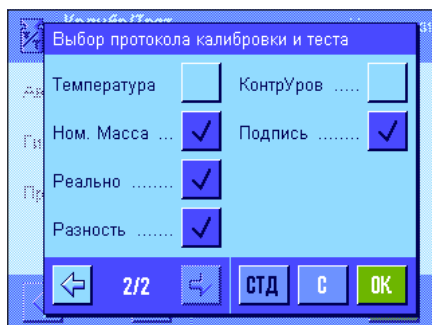 Выбор протокола калибровки и теста
Температура КонтрУров .....
Ном. Масса ... Подпись ........
Реально ........
Разность ......
2/2 СТД C OK